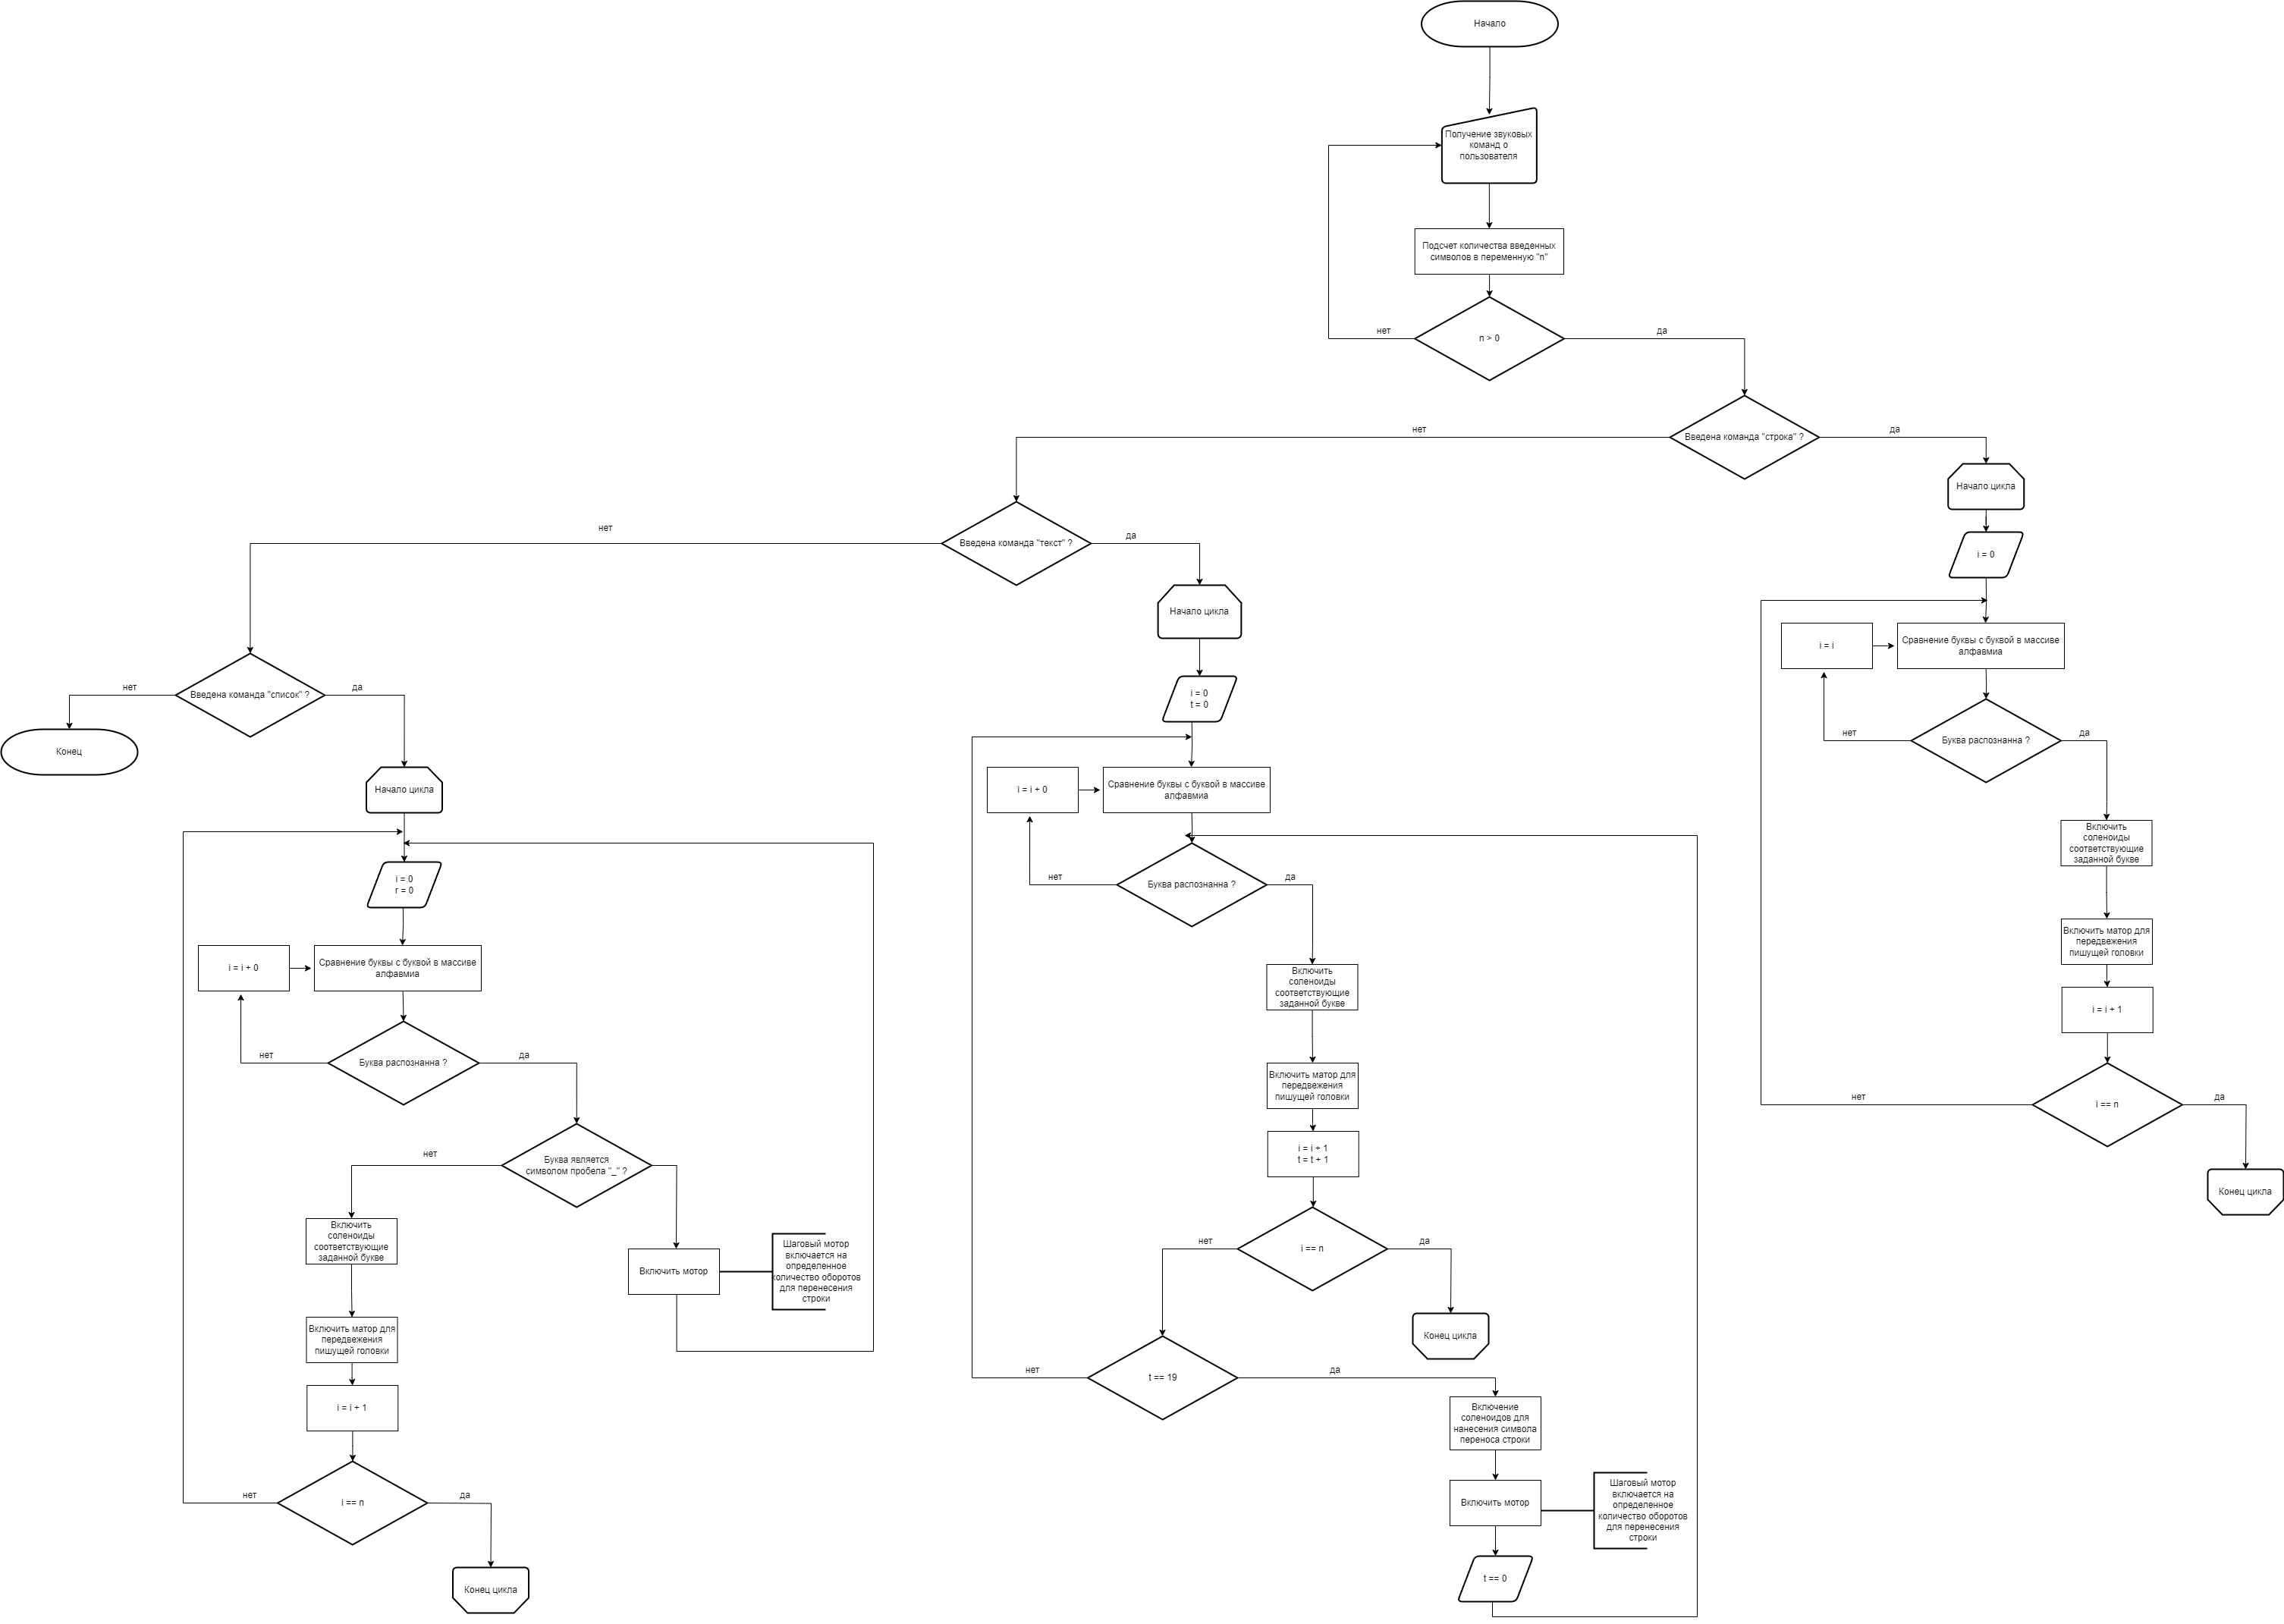 Начало
Получение звуковых
команд о
пользователя
Подсчет количества введенных
символов в переменную "n"
n > 0
нет
да
Введена команда "строка" ?
нет
да
Начало цикла
i = 0
Сравнение буквы с буквой в массиве
алфавмиа
i = i
Буква распознанна ?
нет
да
Включить
соленоиды
соответствующие
заданной букве
Включить матор для
передвежения
пишущей головки
i = i + 1
i == n
нет
да
Конец цикла
Введена команда "текст" ?
нет
да
Начало цикла
i = 0
t = 0
Сравнение буквы с буквой в массиве
алфавмиа
i = i + 0
Буква распознанна ?
нет
да
Включить
соленоиды
соответствующие
заданной букве
Включить матор для
передвежения
пишущей головки
i = i + 1
t = t + 1
i == n
нет
да
Конец цикла
t == 19
нет
да
Включение
соленоидов для
нанесения символа
переноса строки
Включить мотор
Шаговый мотор
включается на
определенное
количество оборотов
для перенесения
строки
t == 0
Введена команда "список" ?
нет
да
Конец
Начало цикла
i = 0
r = 0
Сравнение буквы с буквой в массиве
алфавмиа
i = i + 0
Буква распознанна ?
нет
да
Буква является
символом пробела "_" ?
нет
Включить
соленоиды
соответствующие
заданной букве
Включить мотор
Шаговый мотор
включается на
определенное
количество оборотов
для перенесения
строки
Включить матор для
передвежения
пишущей головки
i = i + 1
i == n
нет
да
Конец цикла